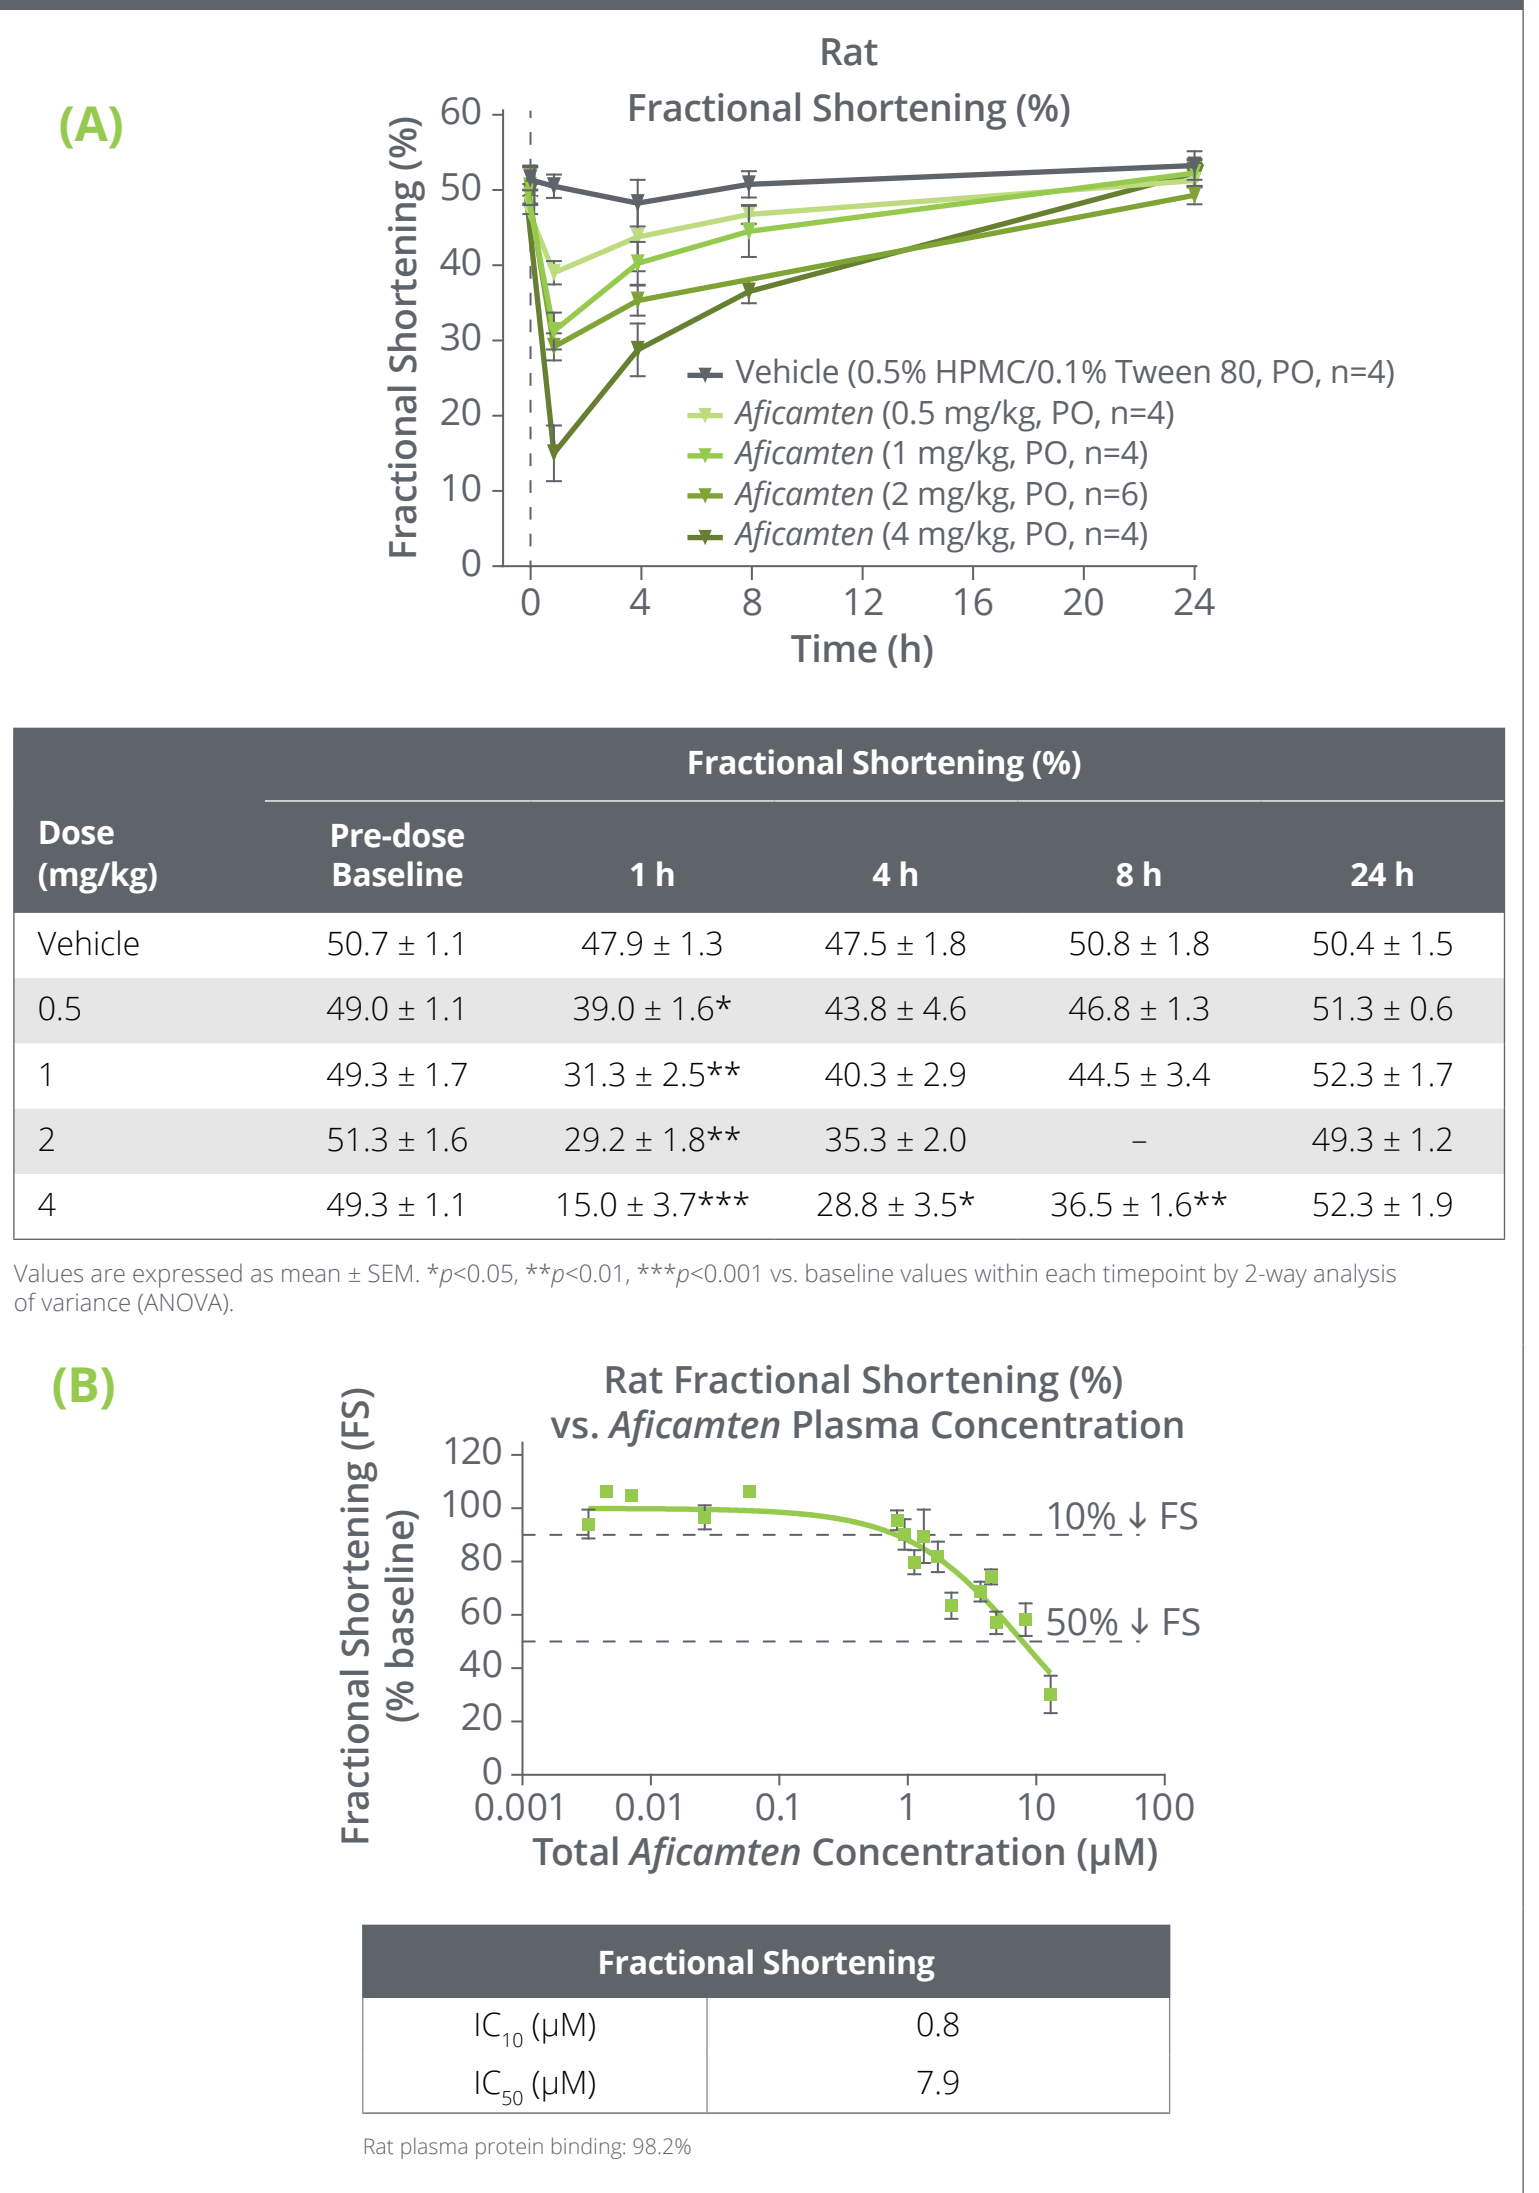 Rat
(A)
Fractional Shortening (%)
Fractional Shortening (%)
60
50
40
30
20
10
0
Vehicle (0.5% HPMC/0.1% Tween 80, PO, n=4)
Aficamten (0.5 mg/kg, PO, n=4)
Aficamten (1 mg/kg, PO, n=4)
Aficamten (2 mg/kg, PO, n=6)
Aficamten (4 mg/kg, PO, n=4)
0 4 8 12 16 20 24
Time (h)
Fractional Shortening (%)
Dose (mg/kg) Pre-dose Baseline 1 h 4 h 8 h 24 h
Vehicle 50.7 ± 1.1 47.9 ± 1.3 47.5 ± 1.8 50.8 ± 1.8 50.4 ± 1.5
0.5 49.0 ± 1.1 39.0 ± 1.6* 43.8 ± 4.6 46.8 ± 1.3 51.3 ± 0.6
1 49.3 ± 1.7 31.3 ± 2.5** 40.3 ± 2.9 44.5 ± 3.4 52.3 ± 1.7
2 51.3 ± 1.6 29.2 ± 1.8** 35.3 ± 2.0 – 49.3 ± 1.2
4 49.3 ± 1.1 15.0 ± 3.7*** 28.8 ± 3.5* 36.5 ± 1.6** 52.3 ± 1.9
Values are expressed as mean ± SEM. *p<0.05, **p<0.01, ***p<0.001 vs. baseline values within each timepoint by 2-way analysis
of variance (ANOVA).
(B)
Rat Fractional Shortening (%)
vs. Aficamten Plasma Concentration
Fractional Shortening (FS)
(% baseline)
120
100
80
60
40
20
0
10% ↓ FS
50% ↓ FS
0.001 0.01 0.1 1 10 100
Total Aficamten Concentration (µM)
Fractional Shortening
IC10 (µM) 0.8
IC50 (µM) 7.9
Rat plasma protein binding: 98.2%